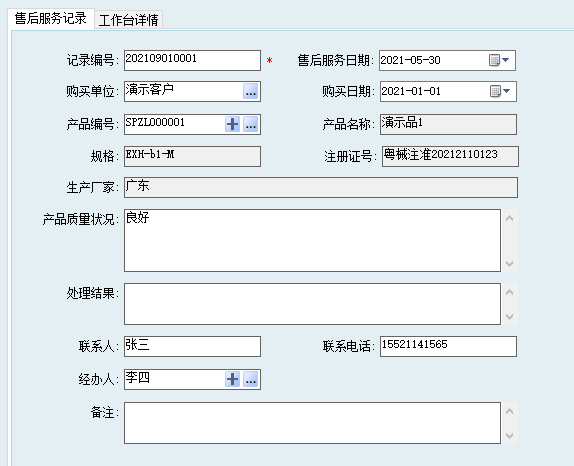 售后服务记录 工作台详情
记录编号: 202109010001 * 售后服务日期: 2021-05-30
购买单位: 演示客户 ... 购买日期: 2021-01-01
产品编号: SPZL000001 + ... 产品名称: 演示品1
规格: EXH-b1-M 注册证号: 粤械注准20212110123
生产厂家: 广东
产品质量状况: 良好
处理结果:
联系人: 张三 联系电话: 15521141565
经办人: 李四 + ...
备注: